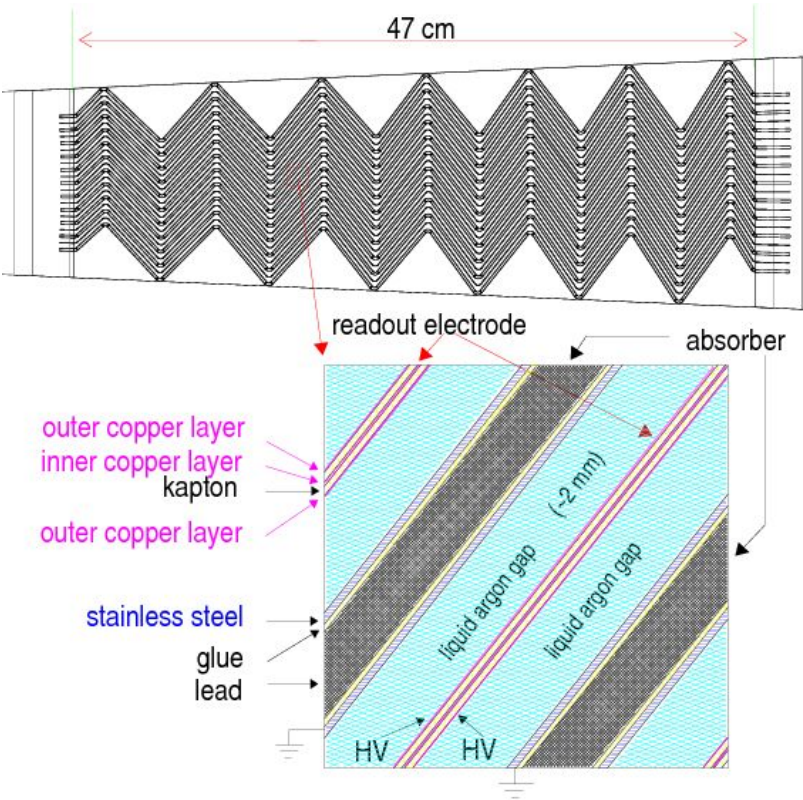 47 cm
readout electrode
absorber
outer copper layer
inner copper layer
kapton
outer copper layer
(~2 mm)
liquid argon gap
liquid argon gap
stainless steel
glue
lead
HV
HV